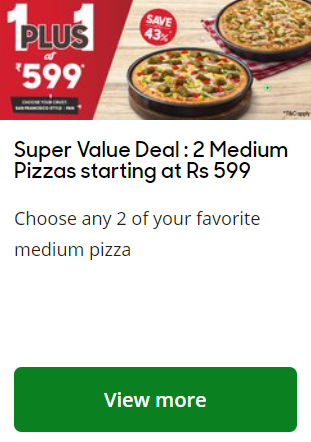 1 PLUS 1
at
₹599*
CHOOSE YOUR CRUST:
SAN FRANCISCO STYLE | PAN
SAVE
43%*
*T&C apply
Super Value Deal : 2 Medium
Pizzas starting at Rs 599
Choose any 2 of your favorite
medium pizza
View more